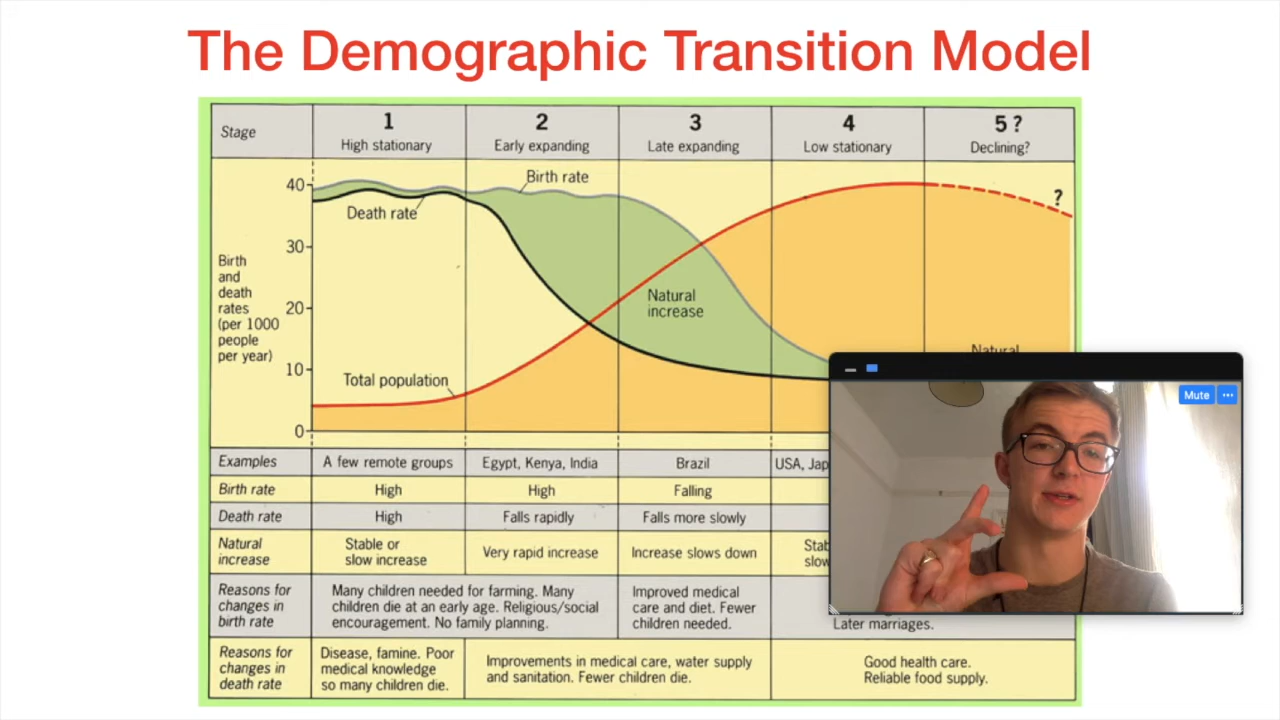 The Demographic Transition Model
Stage
1
High stationary
2
Early expanding
3
Late expanding
4
Low stationary
5 ?
Declining?
Birth
and
death
rates
(per 1000
people
per year)
40
30
20
10
0
Birth rate
Death rate
Natural
increase
Total population
?
Natural
Mute
Examples
A few remote groups
Egypt, Kenya, India
Brazil
USA, Jap
Birth rate
High
High
Falling
Death rate
High
Falls rapidly
Falls more slowly
Natural
increase
Stable or
slow increase
Very rapid increase
Increase slows down
Stab
slow
Reasons for
changes in
birth rate
Many children needed for farming. Many
children die at an early age. Religious/social
encouragement. No family planning.
Improved medical
care and diet. Fewer
children needed.
Later marriages.
Reasons for
changes in
death rate
Disease, famine. Poor
medical knowledge
so many children die.
Improvements in medical care, water supply
and sanitation. Fewer children die.
Good health care.
Reliable food supply.